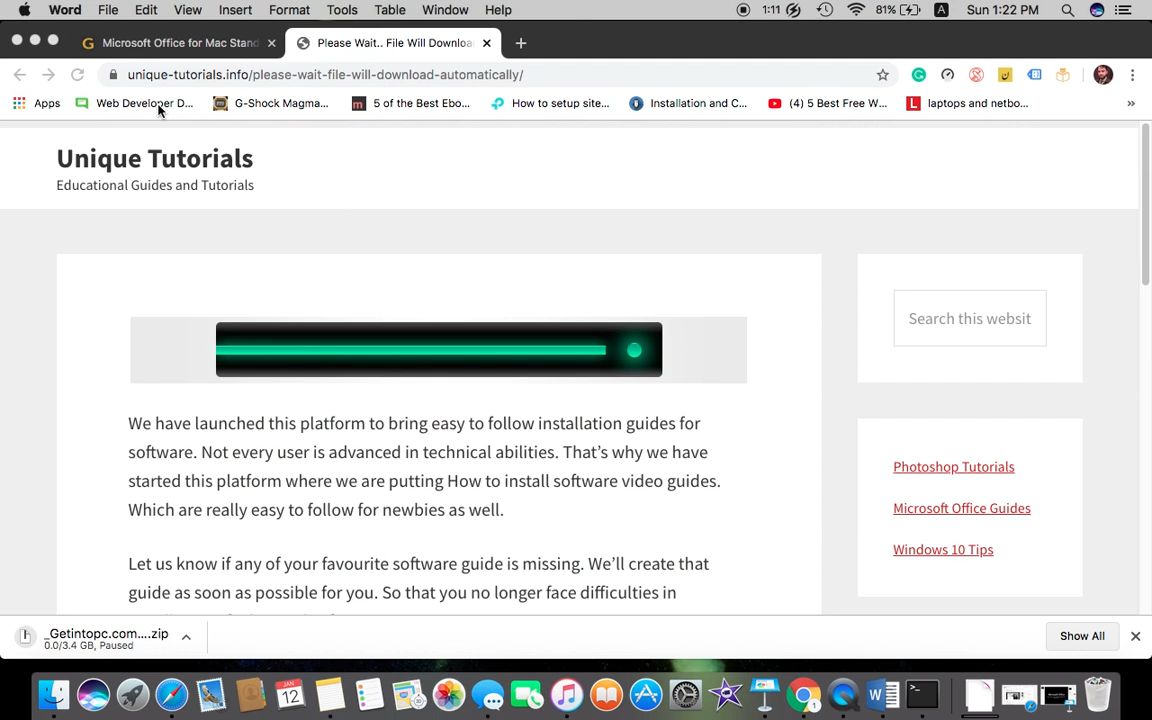 Word File Edit View Insert Format Tools Table Window Help 1:11 81% A Sun 1:22 PM
Microsoft Office for Mac Stand Please Wait.. File Will Downloa
unique-tutorials.info/please-wait-file-will-download-automatically/
Apps Web Developer D... G-Shock Magma... 5 of the Best Ebo... How to setup site... Installation and C... (4) 5 Best Free W... laptops and netbo... »
Unique Tutorials
Educational Guides and Tutorials
Search this websit
We have launched this platform to bring easy to follow installation guides for
software. Not every user is advanced in technical abilities. That's why we have
started this platform where we are putting How to install software video guides.
Which are really easy to follow for newbies as well.
Let us know if any of your favourite software guide is missing. We'll create that
guide as soon as possible for you. So that you no longer face difficulties in
Photoshop Tutorials
Microsoft Office Guides
Windows 10 Tips
_Getintopc.com....zip
0.0/3.4 GB, Paused
Show All
JAN
12